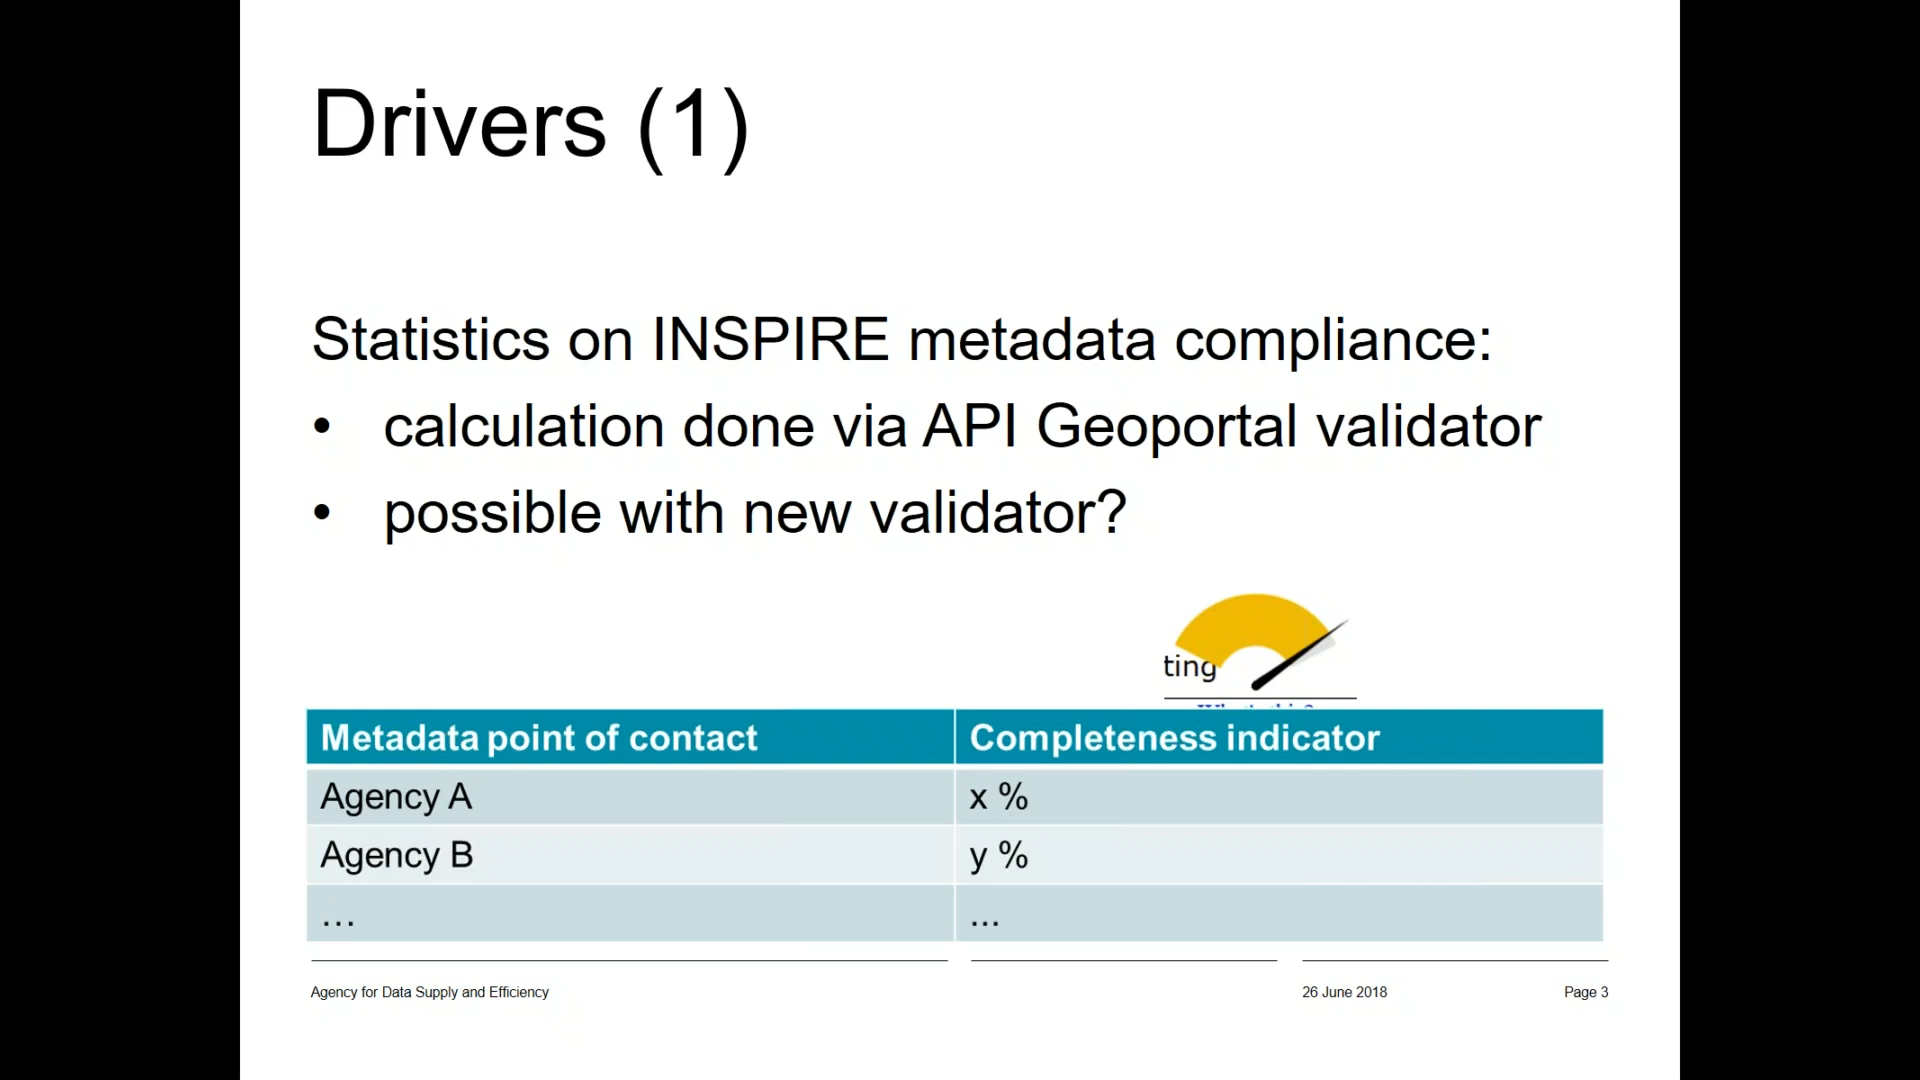 Drivers (1)
Statistics on INSPIRE metadata compliance:
• calculation done via API Geoportal validator
• possible with new validator?
ting
Metadata point of contact Completeness indicator
Agency A x %
Agency B y %
… ...
Agency for Data Supply and Efficiency 26 June 2018 Page 3